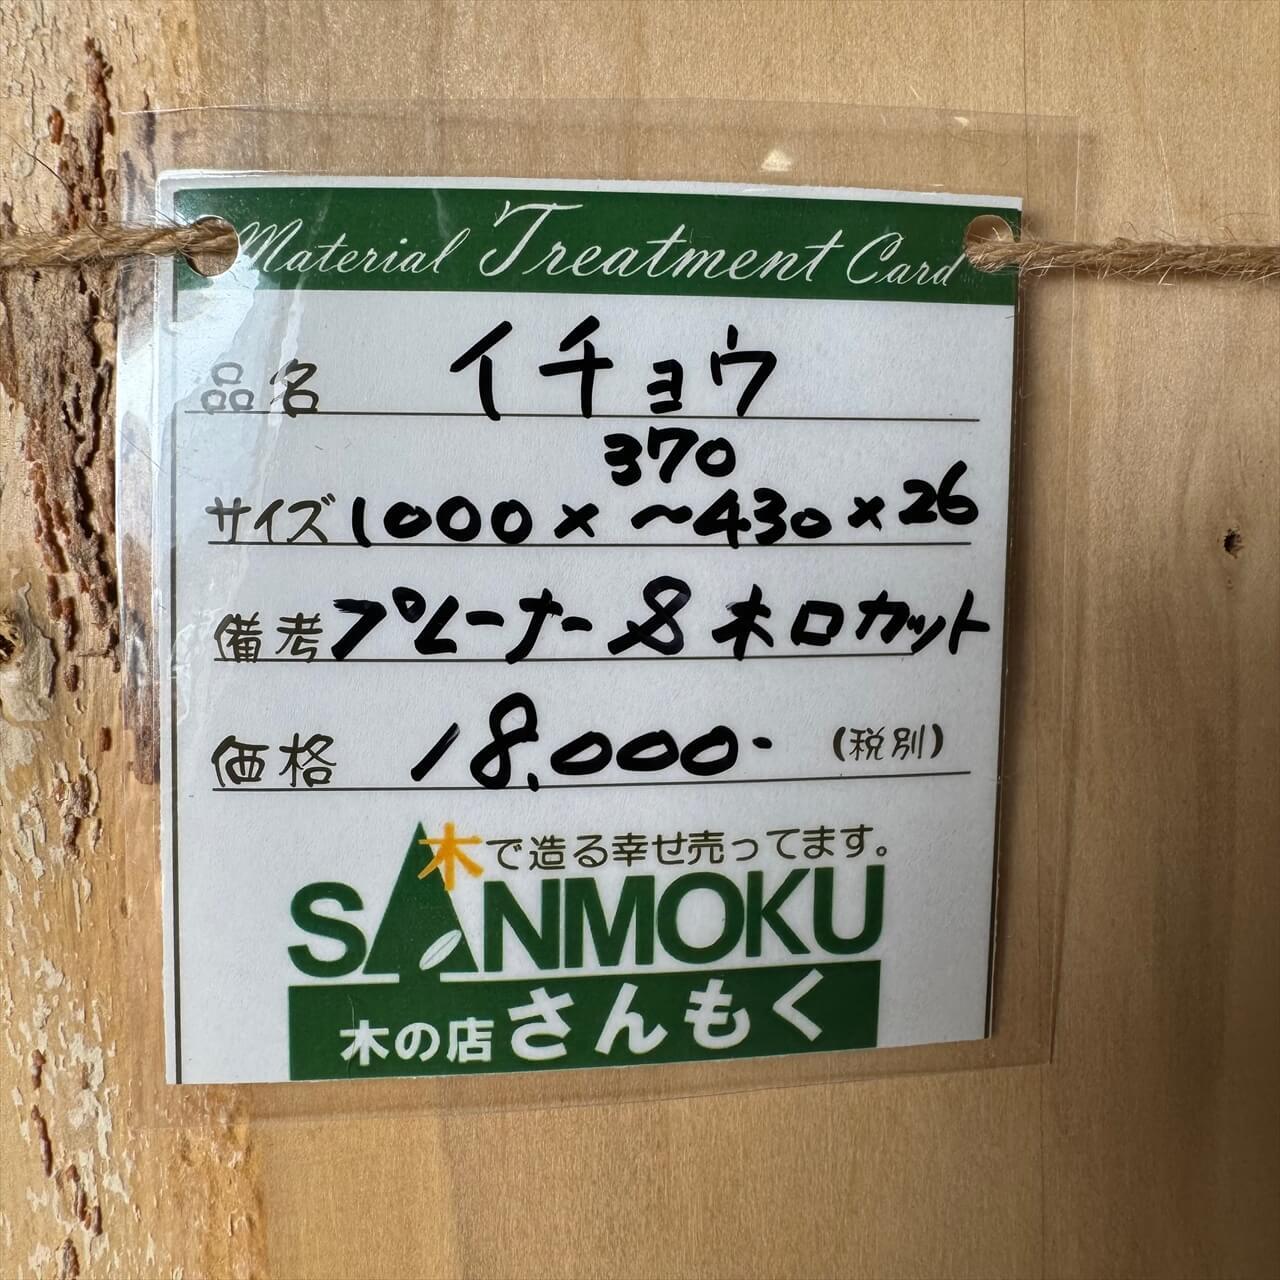 Material Treatment Card
品名 イチョウ
370
サイズ 1000×〜430×26
備考 プレーナー&木口カット
価格 18,000- (税別)
木で造る幸せ売ってます。
SANMOKU
木の店 さんもく